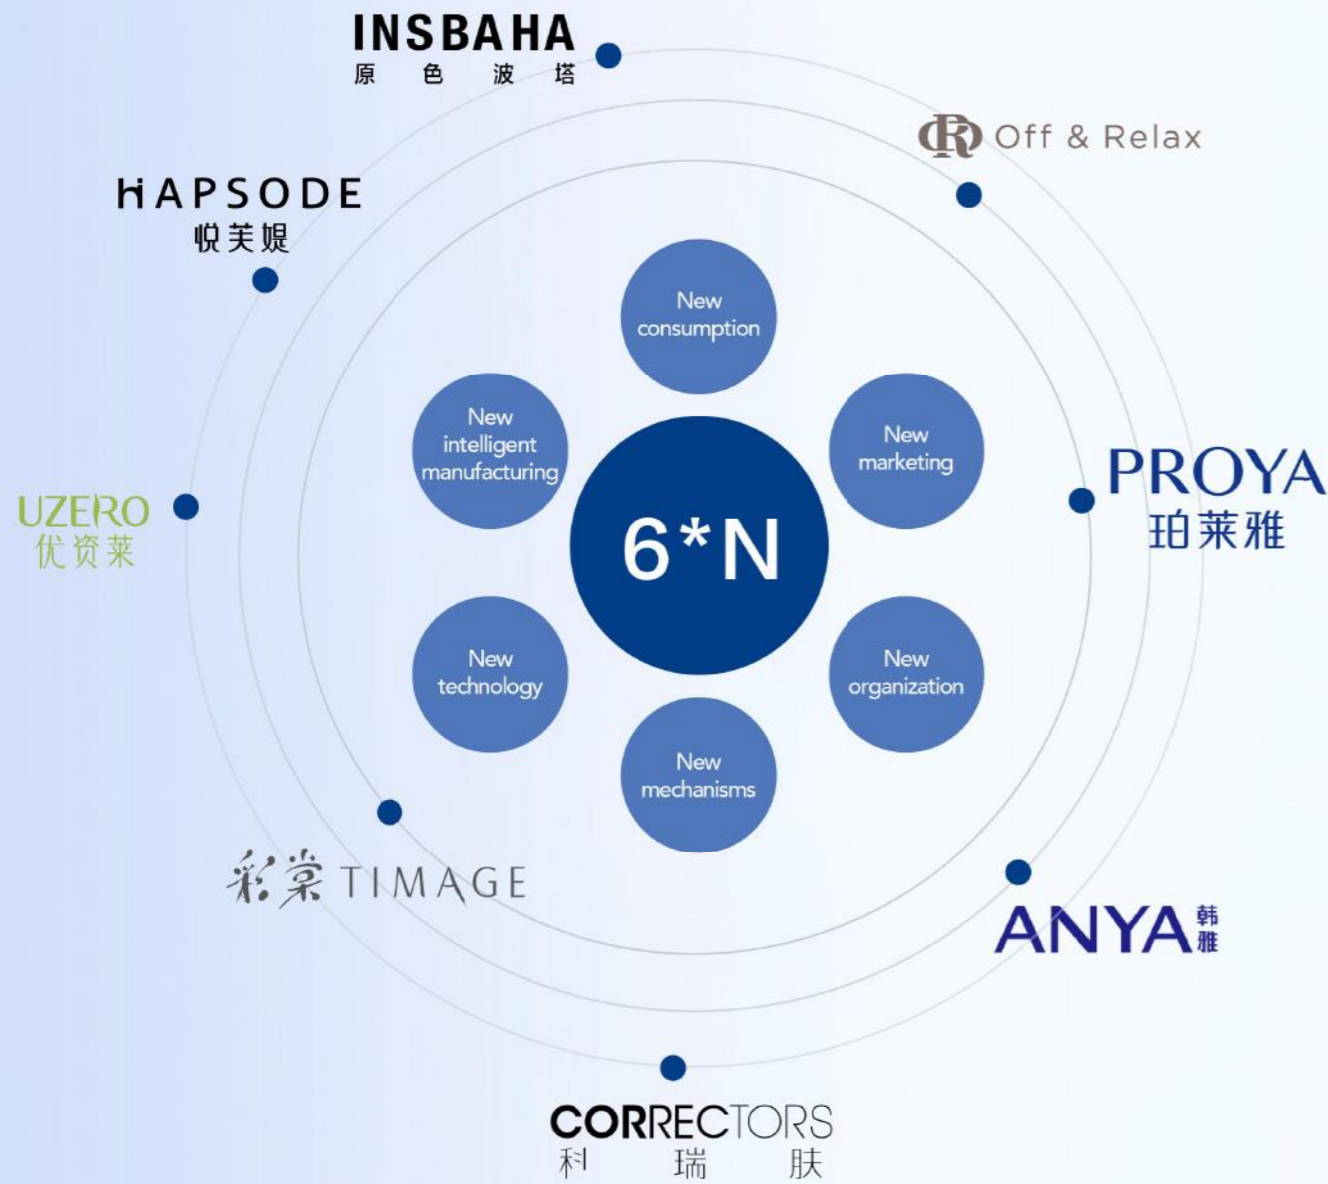 INSBAHA
原色波塔
Off & Relax
HAPSODE
悦芙媞
New
consumption
New
intelligent
manufacturing
New
marketing
PROYA
珀莱雅
UZERO
优资莱
6*N
New
technology
New
organization
New
mechanisms
彩棠 TIMAGE
ANYA 韩雅
CORRECTORS
科瑞肤